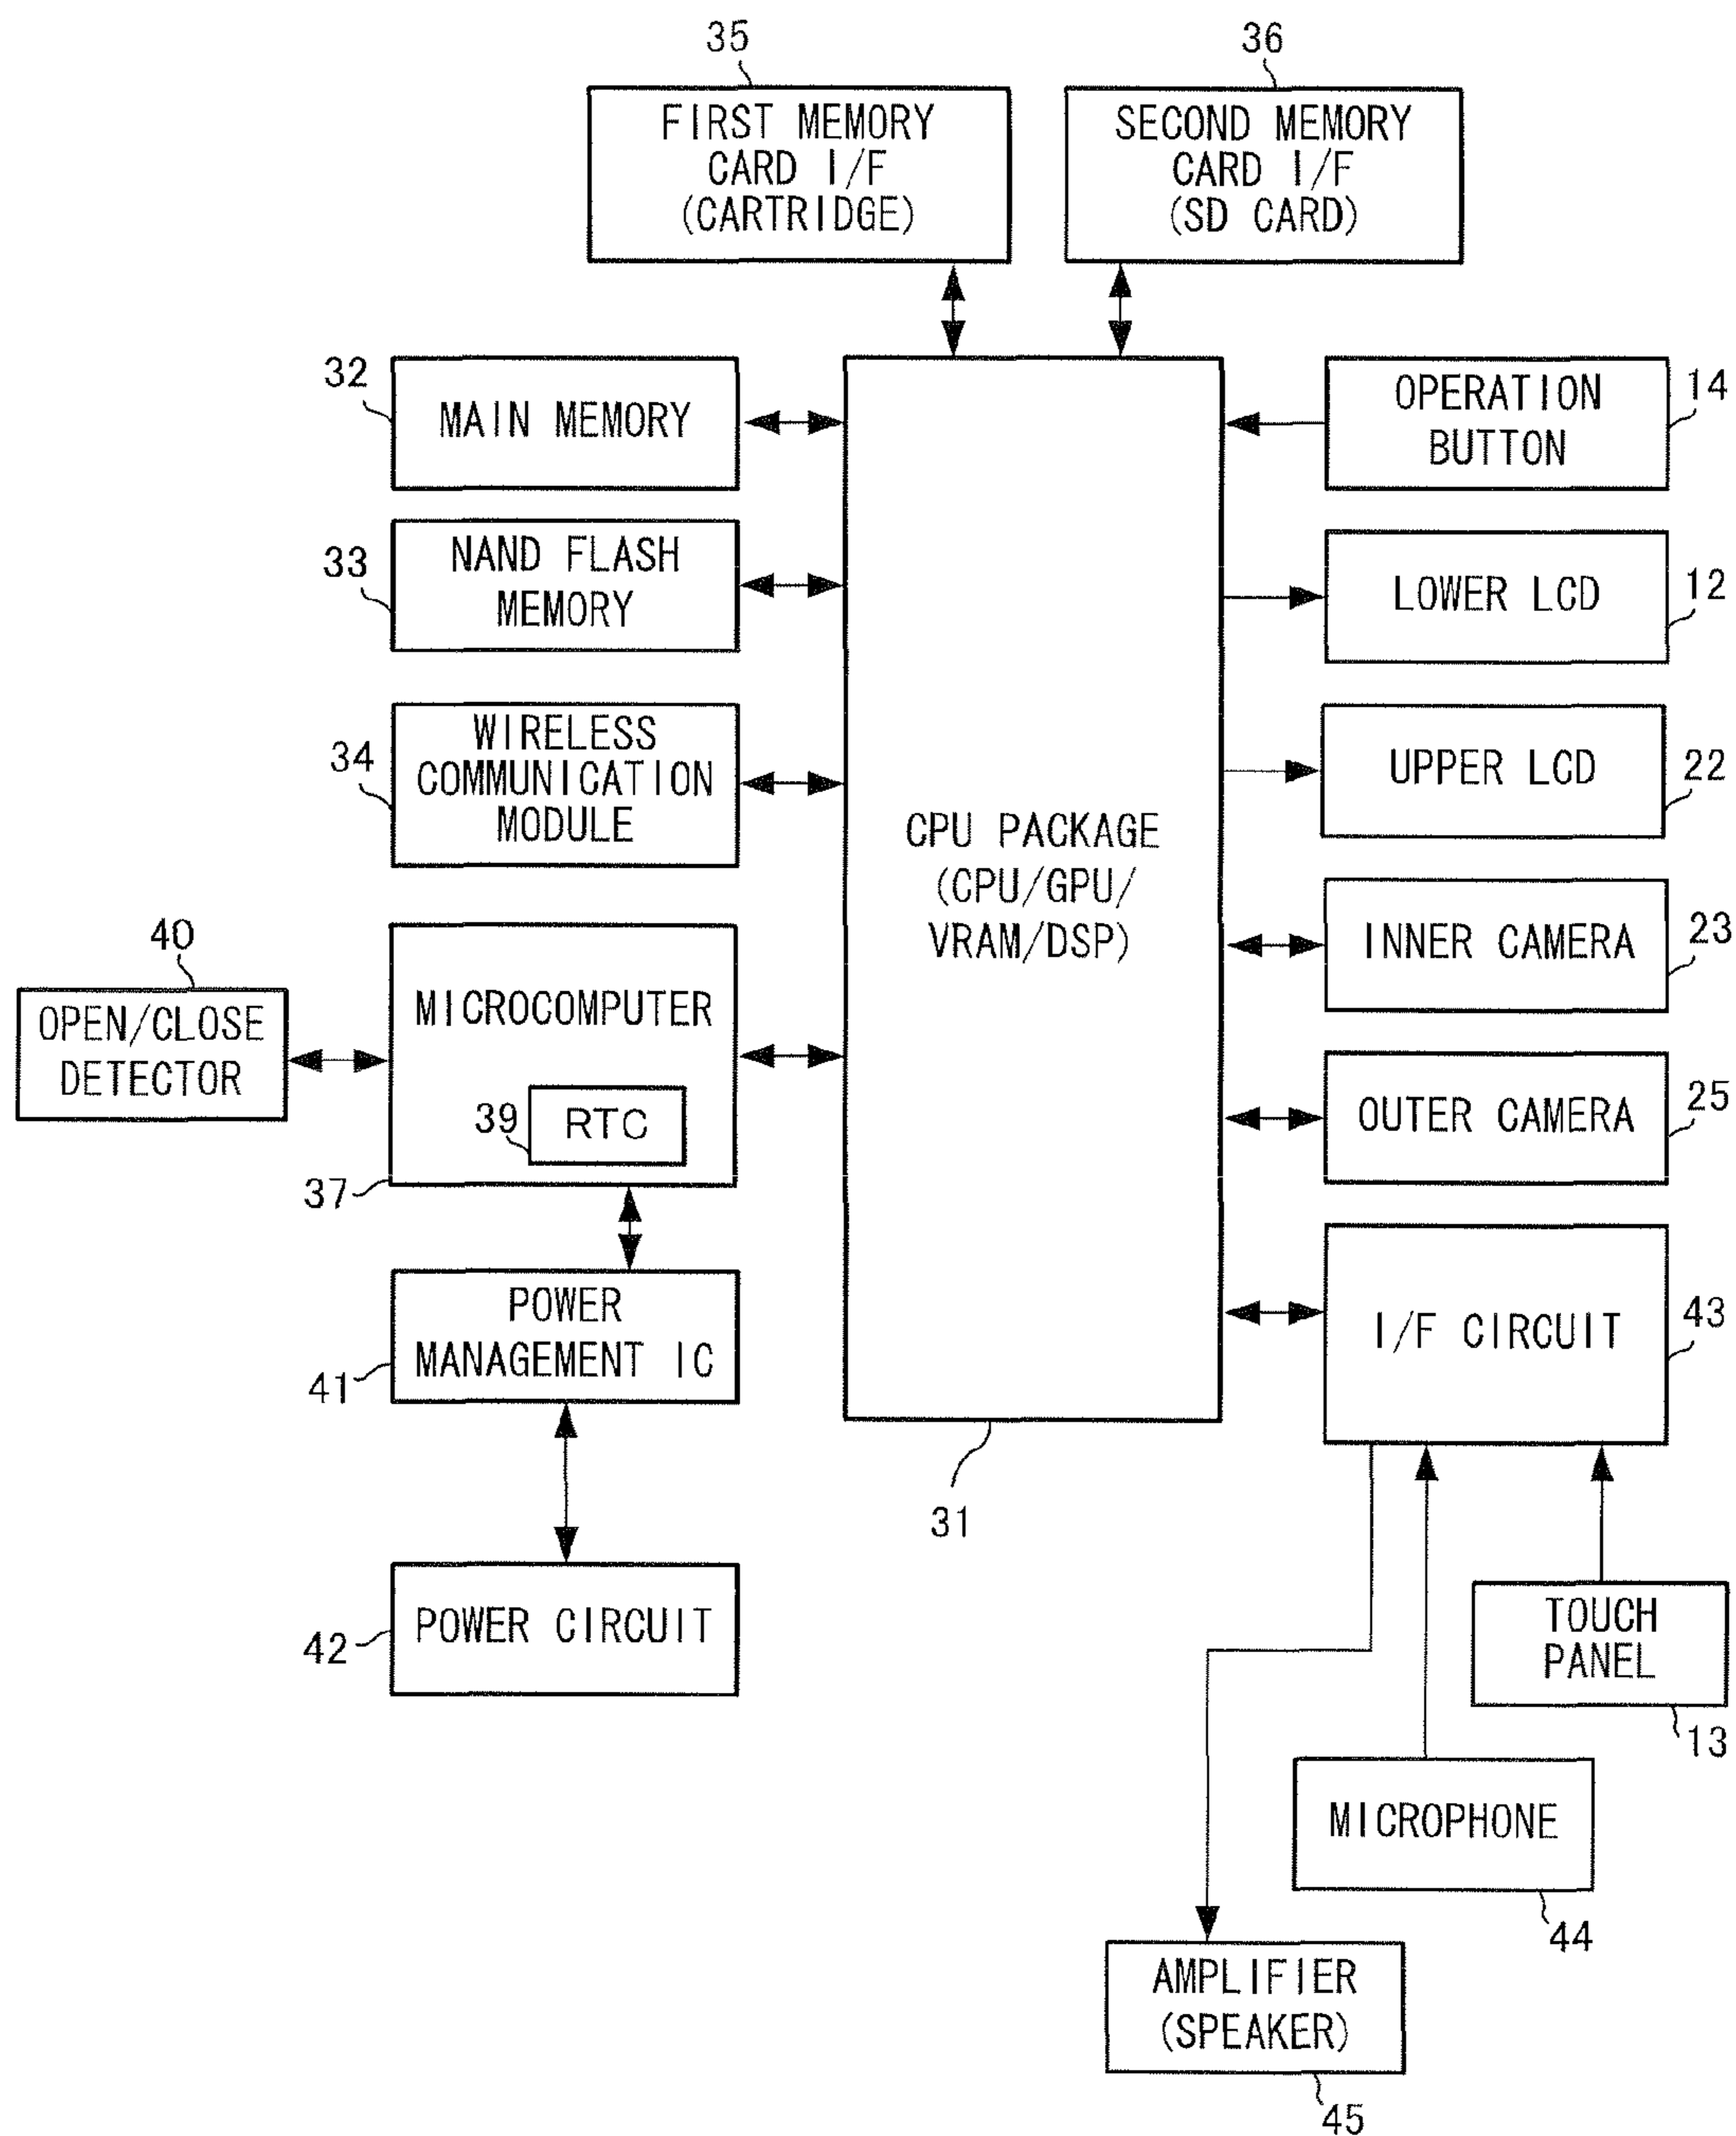 35
36
FIRST MEMORY
CARD I/F
(CARTRIDGE)
SECOND MEMORY
CARD I/F
(SD CARD)
32
MAIN MEMORY
OPERATION
BUTTON
14
33
NAND FLASH
MEMORY
LOWER LCD
12
34
WIRELESS
COMMUNICATION
MODULE
UPPER LCD
22
CPU PACKAGE
(CPU/GPU/
VRAM/DSP)
INNER CAMERA
23
40
OPEN/CLOSE
DETECTOR
MICROCOMPUTER
39
RTC
37
OUTER CAMERA
25
POWER
MANAGEMENT IC
41
I/F CIRCUIT
43
31
POWER CIRCUIT
42
TOUCH
PANEL
13
MICROPHONE
44
AMPLIFIER
(SPEAKER)
45